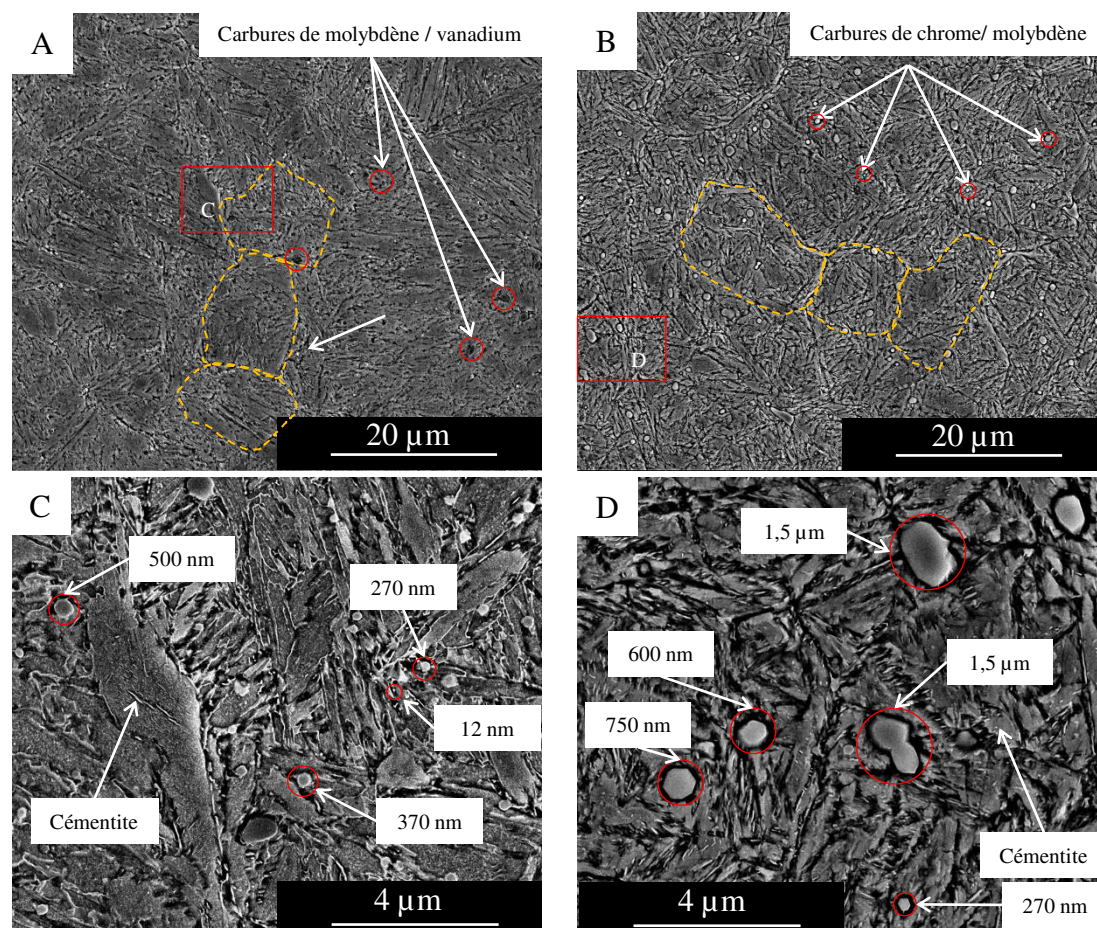 A
Carbures de molybdène / vanadium
C
20 µm
B
Carbures de chrome/ molybdène
D
20 µm
C
500 nm
270 nm
12 nm
370 nm
Cémentite
4 µm
D
1,5 µm
600 nm
1,5 µm
750 nm
Cémentite
270 nm
4 µm